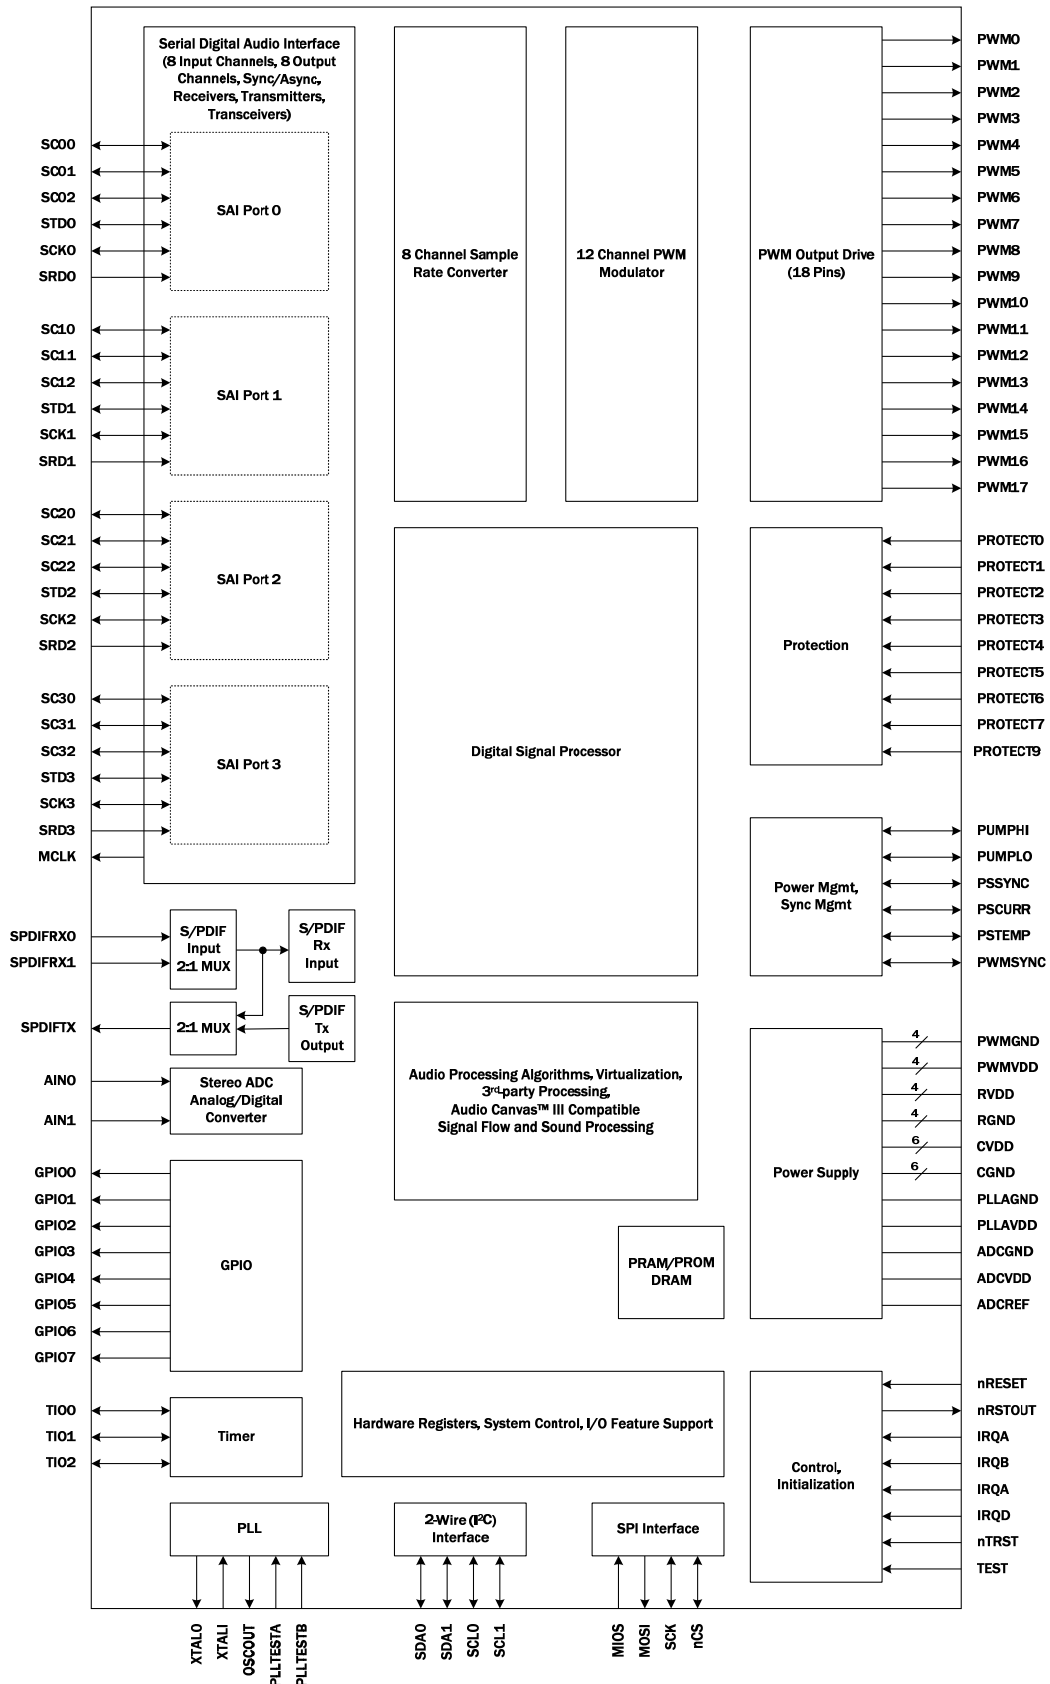 Serial Digital Audio Interface
(8 Input Channels, 8 Output
Channels, Sync/Async,
Receivers, Transmitters,
Transceivers)
SC00
SC01
SC02
STD0
SCK0
SRD0
SAI Port 0
SC10
SC11
SC12
STD1
SCK1
SRD1
SAI Port 1
SC20
SC21
SC22
STD2
SCK2
SRD2
SAI Port 2
SC30
SC31
SC32
STD3
SCK3
SRD3
MCLK
SAI Port 3
SPDIFRX0
SPDIFRX1
S/PDIF
Input
2:1 MUX
S/PDIF
Rx
Input
SPDIFTX
2:1 MUX
S/PDIF
Tx
Output
AIN0
AIN1
Stereo ADC
Analog/Digital
Converter
GPIO0
GPIO1
GPIO2
GPIO3
GPIO4
GPIO5
GPIO6
GPIO7
GPIO
TIO0
TIO1
TIO2
Timer
PLL
XTALO
XTALI
OSCOUT
PLLTESTA
PLLTESTB
8 Channel Sample
Rate Converter
12 Channel PWM
Modulator
Digital Signal Processor
Audio Processing Algorithms, Virtualization,
3rd-party Processing,
Audio Canvas™ III Compatible
Signal Flow and Sound Processing
PRAM/PROM
DRAM
Hardware Registers, System Control, I/O Feature Support
2-Wire (I²C)
Interface
SDA0
SDA1
SCL0
SCL1
SPI Interface
MIOS
MOSI
SCK
nCS
PWM Output Drive
(18 Pins)
PWM0
PWM1
PWM2
PWM3
PWM4
PWM5
PWM6
PWM7
PWM8
PWM9
PWM10
PWM11
PWM12
PWM13
PWM14
PWM15
PWM16
PWM17
Protection
PROTECT0
PROTECT1
PROTECT2
PROTECT3
PROTECT4
PROTECT5
PROTECT6
PROTECT7
PROTECT9
Power Mgmt,
Sync Mgmt
PUMPHI
PUMPLO
PSSYNC
PSCURR
PSTEMP
PWMSYNC
Power Supply
4 PWMGND
4 PWMVDD
4 RVDD
4 RGND
6 CVDD
6 CGND
PLLAGND
PLLAVDD
ADCGND
ADCVDD
ADCREF
Control,
Initialization
nRESET
nRSTOUT
IRQA
IRQB
IRQA
IRQD
nTRST
TEST